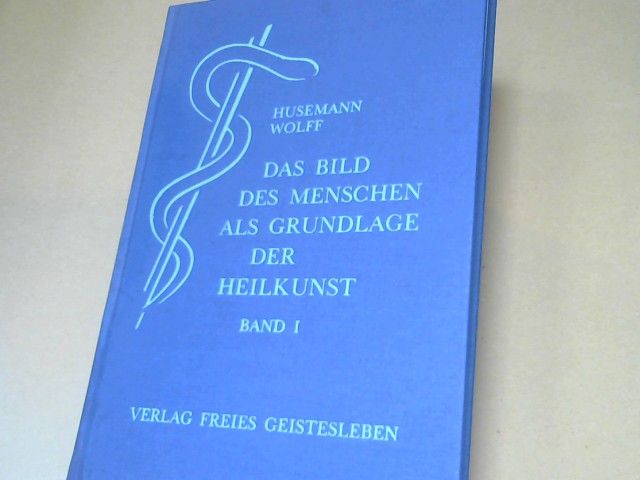 HUSEMANN
WOLFF
DAS BILD
DES MENSCHEN
ALS GRUNDLAGE
DER
HEILKUNST
BAND I
VERLAG FREIES GEISTESLEBEN